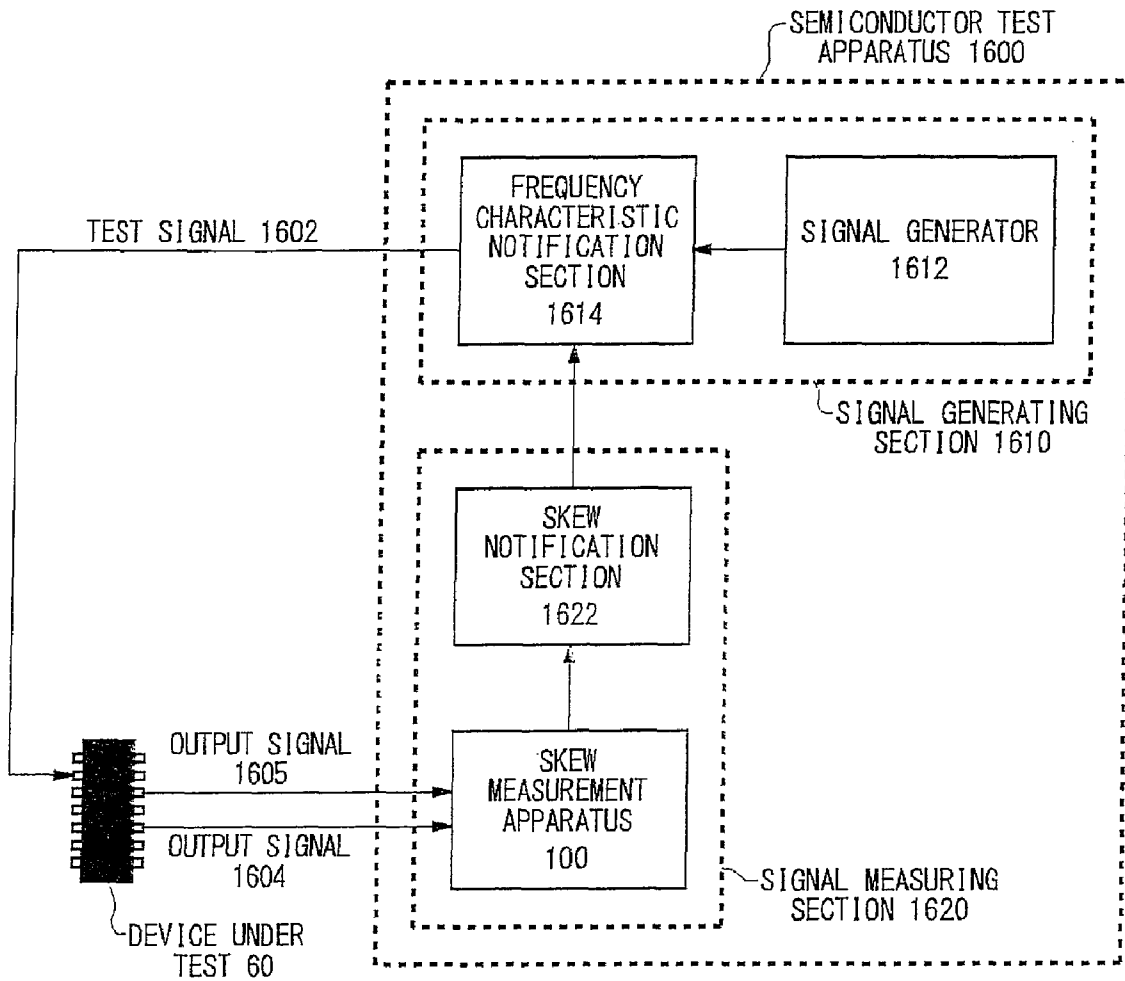 SEMICONDUCTOR TEST
APPARATUS 1600
FREQUENCY
CHARACTERISTIC
NOTIFICATION
SECTION
1614
SIGNAL GENERATOR
1612
TEST SIGNAL 1602
SIGNAL GENERATING
SECTION 1610
SKEW
NOTIFICATION
SECTION
1622
OUTPUT SIGNAL
1605
SKEW
MEASUREMENT
APPARATUS
100
OUTPUT SIGNAL
1604
SIGNAL MEASURING
SECTION 1620
DEVICE UNDER
TEST 60